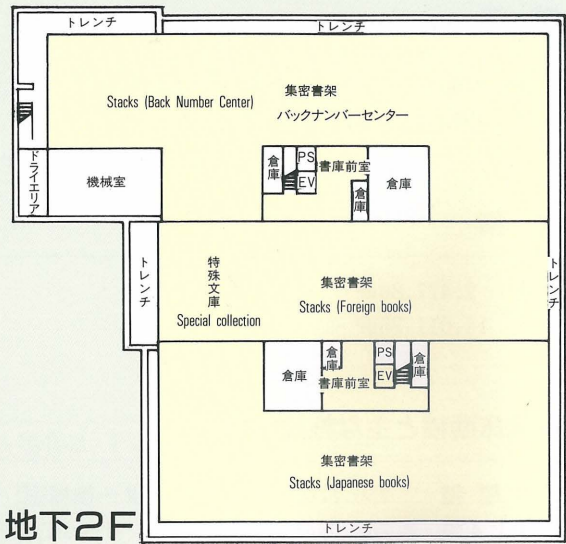 トレンチ
トレンチ
集密書架
Stacks (Back Number Center)
バックナンバーセンター
ドライエリア
機械室
倉庫
PS
EV
書庫前室
倉庫
倉庫
トレンチ
特殊文庫
Special collection
集密書架
Stacks (Foreign books)
トレンチ
倉庫
倉庫
書庫前室
PS
EV
倉庫
集密書架
Stacks (Japanese books)
地下2F
トレンチ